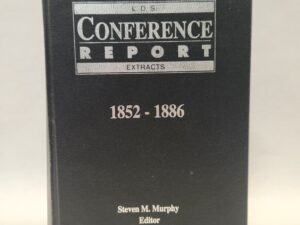 L.D.S.
CONFERENCE
REPORT
EXTRACTS
1852 - 1886
Steven M. Murphy
Editor